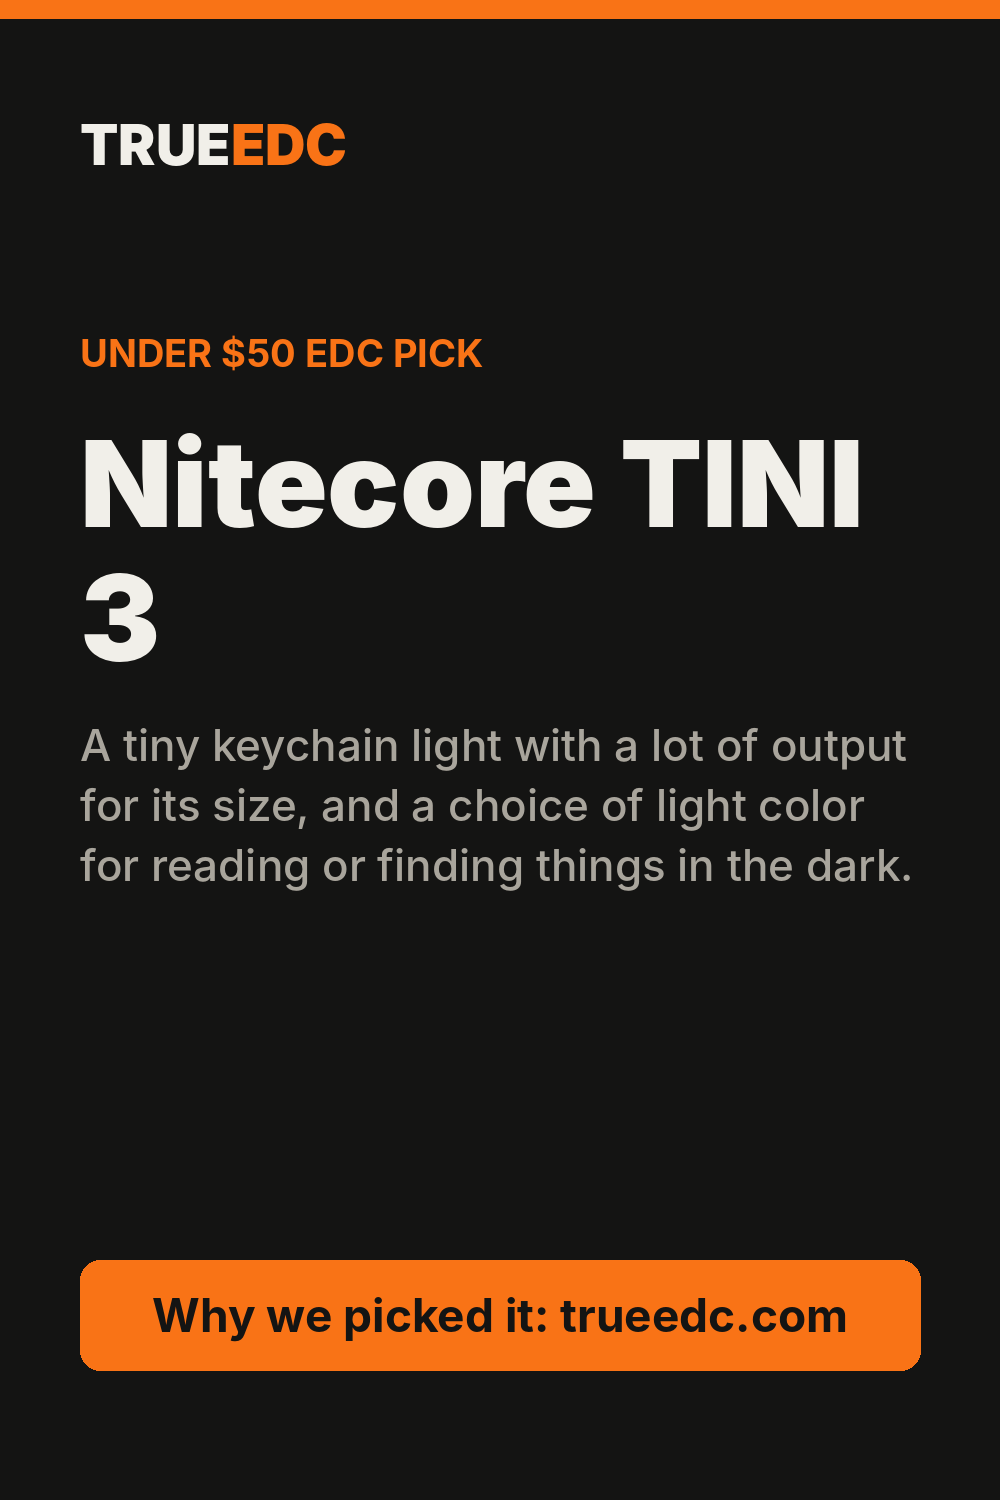 TRUEEDC
UNDER $50 EDC PICK
Nitecore TINI
3
A tiny keychain light with a lot of output
for its size, and a choice of light color
for reading or finding things in the dark.
Why we picked it: trueedc.com